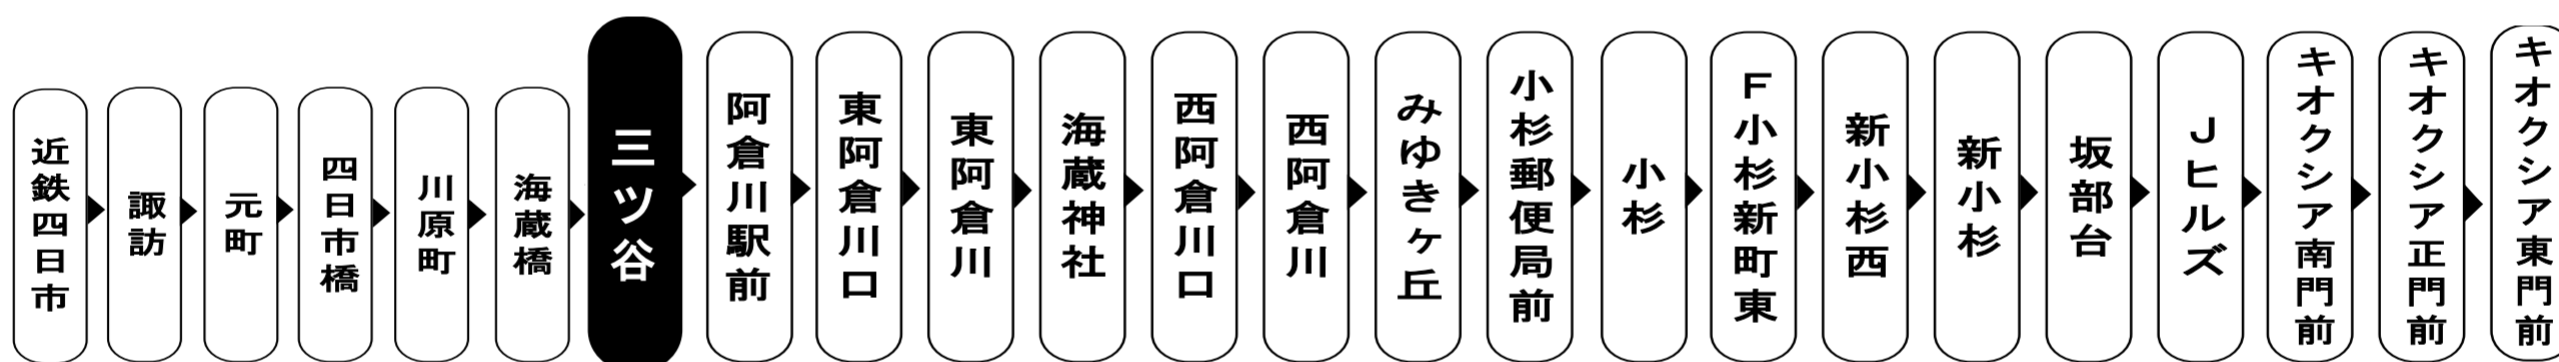 近鉄四日市
諏訪
元町
四日市橋
川原町
海蔵橋
三ツ谷
阿倉川駅前
東阿倉川口
東阿倉川
海蔵神社
西阿倉川口
西阿倉川
みゆきヶ丘
小杉郵便局前
小杉
F小杉新町東
新小杉西
新小杉
坂部台
Jヒルズ
キオクシア南門前
キオクシア正門前
キオクシア東門前